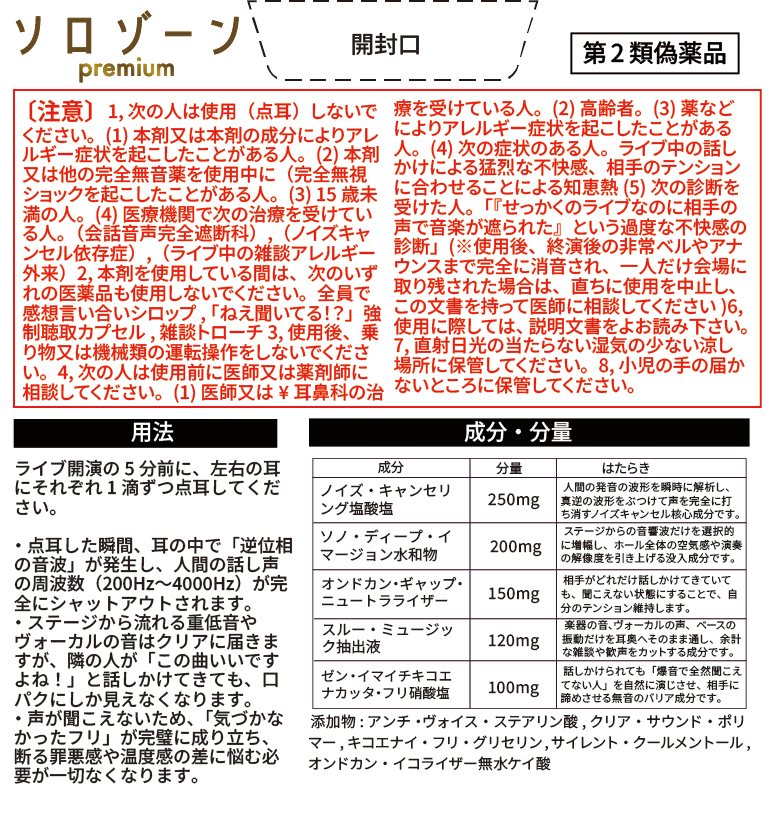 ソロゾーン
premium
開封口
第2類偽薬品
〔注意〕1, 次の人は使用（点耳）しないで
ください。(1) 本剤又は本剤の成分によりアレ
ルギー症状を起こしたことがある人。(2) 本剤
又は他の完全無音薬を使用中に（完全無視
ショックを起こしたことがある人。(3) 15 歳未
満の人。(4) 医療機関で次の治療を受けてい
る人。（会話音声完全遮断科）,（ノイズキャ
ンセル依存症）,（ライブ中の雑談アレルギー
外来）2, 本剤を使用している間は、次のいず
れの医薬品も使用しないでください。全員で
感想言い合いシロップ ,「ねえ聞いてる!?」強
制聴取カプセル , 雑談トローチ 3, 使用後、乗
り物又は機械類の運転操作をしないでくださ
い。4, 次の人は使用前に医師又は薬剤師に
相談してください。(1) 医師又は ¥ 耳鼻科の治
療を受けている人。(2) 高齢者。(3) 薬など
によりアレルギー症状を起こしたことがある
人。(4) 次の症状のある人。ライブ中の話し
かけによる猛烈な不快感、相手のテンション
に合わせることによる知恵熱 (5) 次の診断を
受けた人。「『せっかくのライブなのに相手の
声で音楽が遮られた』という過度な不快感の
診断」(※使用後、終演後の非常ベルやアナ
ウンスまで完全に消音され、一人だけ会場に
取り残された場合は、直ちに使用を中止し、
この文書を持って医師に相談してください )6,
使用に際しては、説明文書をよお読み下さい。
7, 直射日光の当たらない湿気の少ない涼し
場所に保管してください。8, 小児の手の届か
ないところに保管してください。
用法
ライブ開演の 5 分前に、左右の耳
にそれぞれ 1 滴ずつ点耳してくだ
さい。
・点耳した瞬間、耳の中で「逆位相
の音波」が発生し、人間の話し声
の周波数（200Hz〜4000Hz）が完
全にシャットアウトされます。
・ステージから流れる重低音や
ヴォーカルの音はクリアに届きま
すが、隣の人が「この曲いいです
よね！」と話しかけてきても、口
パクにしか見えなくなります。
・声が聞こえないため、「気づかな
かったフリ」が完璧に成り立ち、
断る罪悪感や温度感の差に悩む必
要が一切なくなります。
成分・分量
成分 分量 はたらき
ノイズ・キャンセリ
ング塩酸塩
250mg
人間の発音の波形を瞬時に解析し、
真逆の波形をぶつけて声を完全に打
ち消すノイズキャンセル核心成分です。
ソノ・ディープ・イ
マージョン水和物
200mg
ステージからの音響波だけを選択的
に増幅し、ホール全体の空気感や演奏
の解像度を引き上げる没入成分です。
オンドカン・ギャップ・
ニュートラライザー
150mg
相手がどれだけ話しかけてきていて
も、聞こえない状態にすることで、自
分のテンション維持します。
スルー・ミュージッ
ク抽出液
120mg
楽器の音、ヴォーカルの声、ベースの
振動だけを耳奥へそのまま通し、余計
な雑談や歓声をカットする成分です。
ゼン・イマイチキコエ
ナカッタ・フリ硝酸塩
100mg
話しかけられても「爆音で全然聞こえ
てない人」を自然に演じさせ、相手に
諦めさせる無音のバリア成分です。
添加物 : アンチ・ヴォイス・ステアリン酸 , クリア・サウンド・ポリ
マー , キコエナイ・フリ・グリセリン , サイレント・クールメントール ,
オンドカン・イコライザー無水ケイ酸